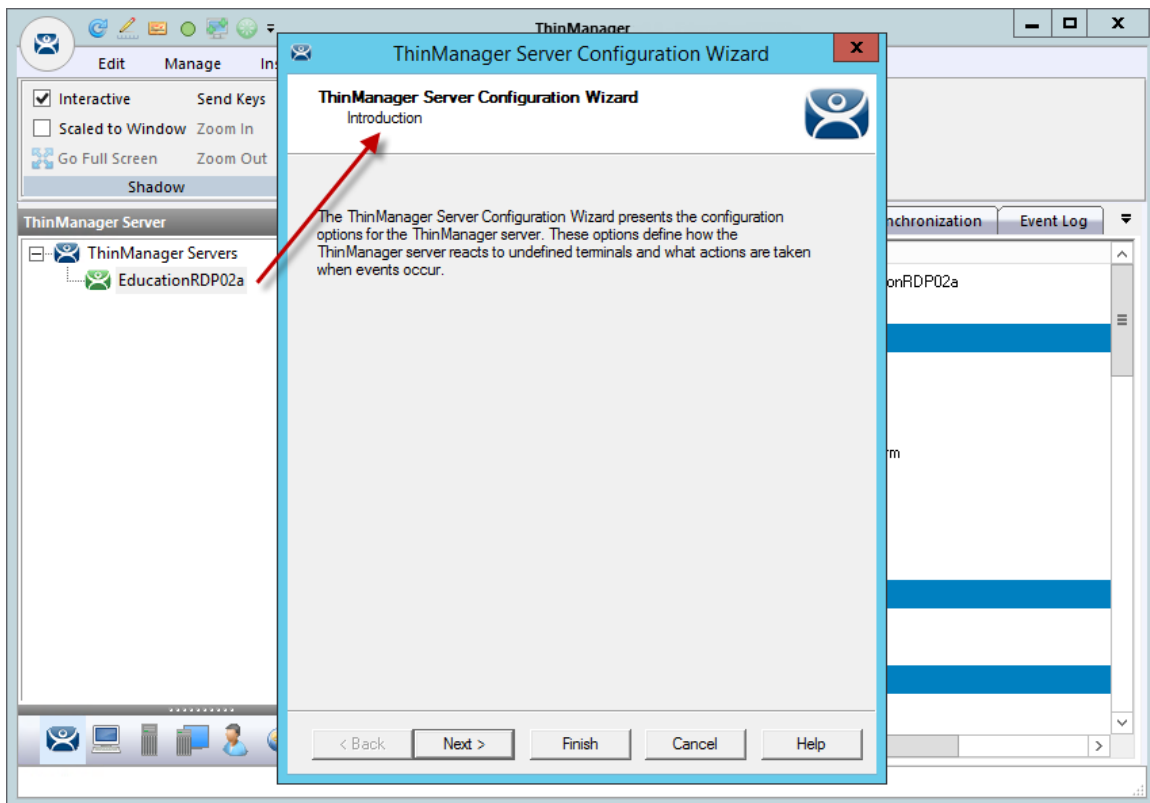 ThinManager
Edit Manage
ThinManager Server Configuration Wizard
X
X
Interactive Send Keys
Scaled to Window Zoom In
Go Full Screen Zoom Out
Shadow
ThinManager Server Configuration Wizard
Introduction
The ThinManager Server Configuration Wizard presents the configuration
options for the ThinManager server. These options define how the
ThinManager server reacts to undefined terminals and what actions are taken
when events occur.
ThinManager Server
ThinManager Servers
EducationRDP02a
nchronization Event Log
onRDP02a
rm
< Back Next > Finish Cancel Help